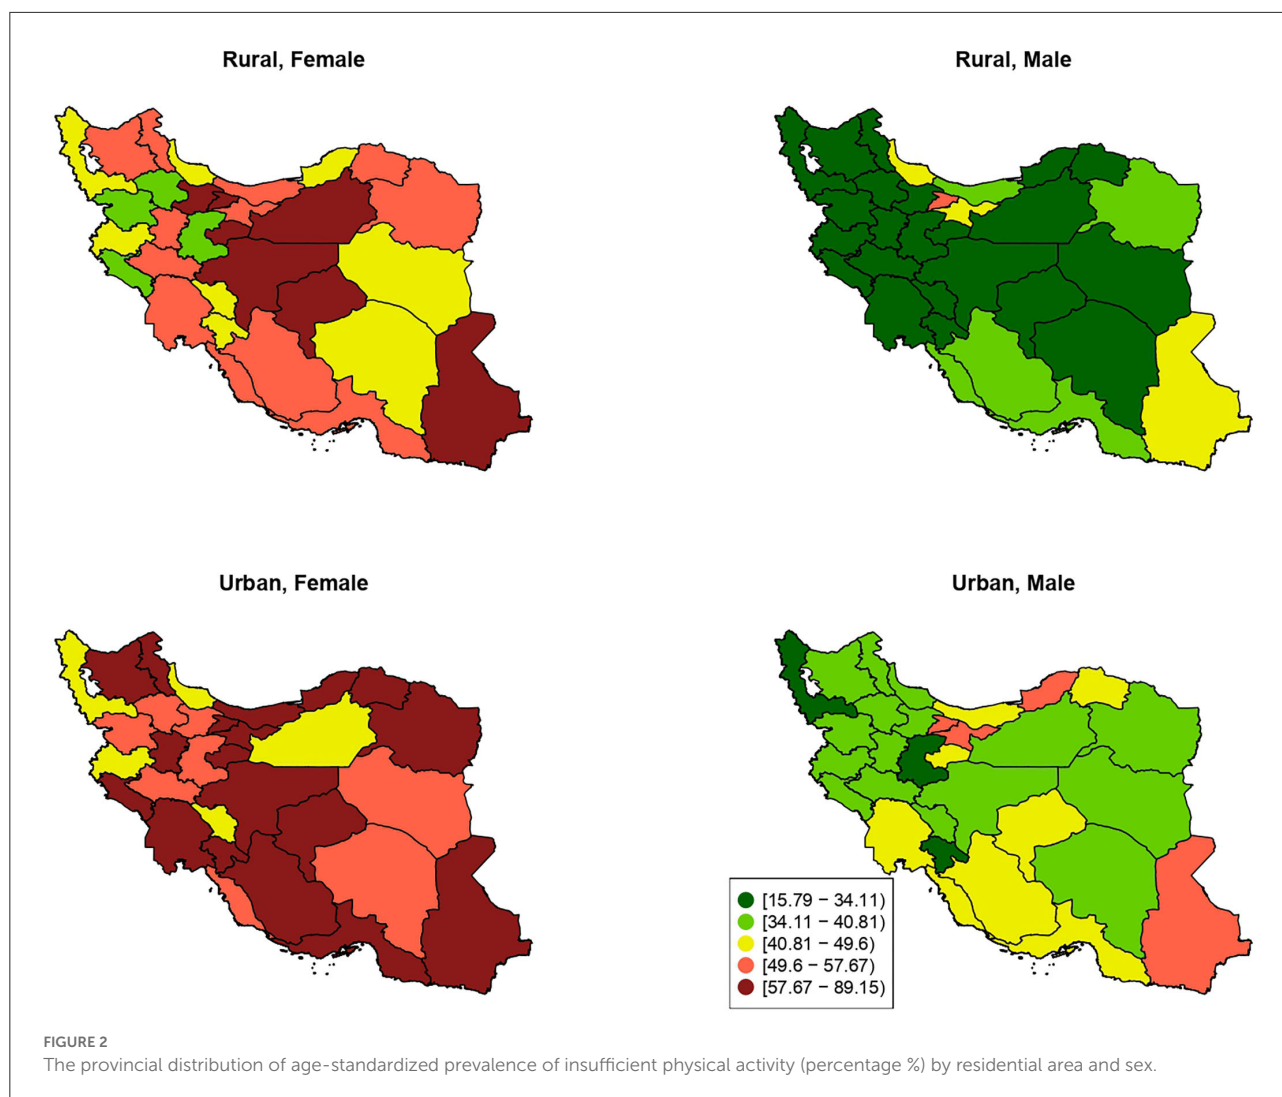 Rural, Female
Rural, Male
Urban, Female
Urban, Male
[15.79 − 34.11)
[34.11 − 40.81)
[40.81 − 49.6)
[49.6 − 57.67)
[57.67 − 89.15)
FIGURE 2
The provincial distribution of age-standardized prevalence of insufficient physical activity (percentage %) by residential area and sex.